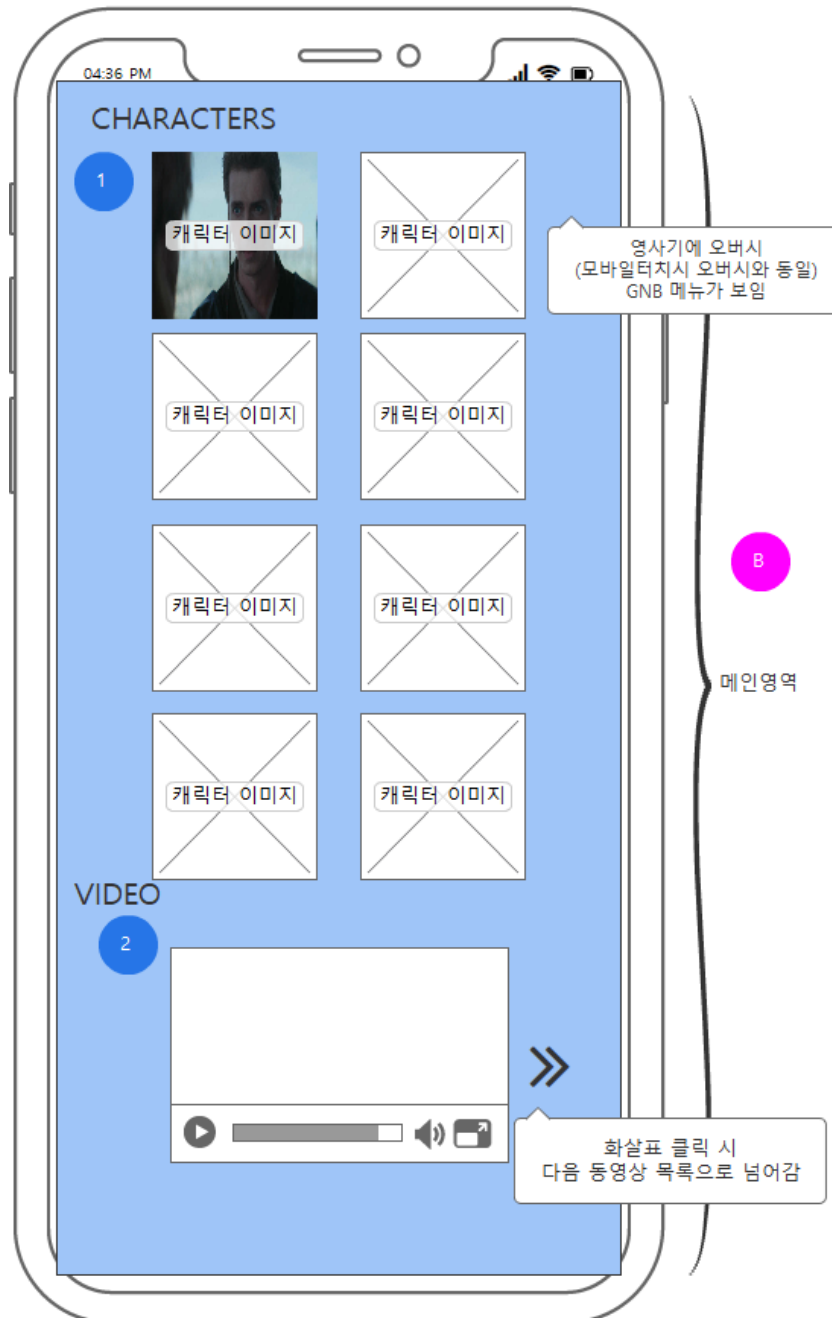 04:36 PM
CHARACTERS
1
캐릭터 이미지
캐릭터 이미지
영사기에 오버시
(모바일터치시 오버시와 동일)
GNB 메뉴가 보임
캐릭터 이미지
캐릭터 이미지
B
캐릭터 이미지
캐릭터 이미지
메인영역
캐릭터 이미지
캐릭터 이미지
VIDEO
2
화살표 클릭 시
다음 동영상 목록으로 넘어감